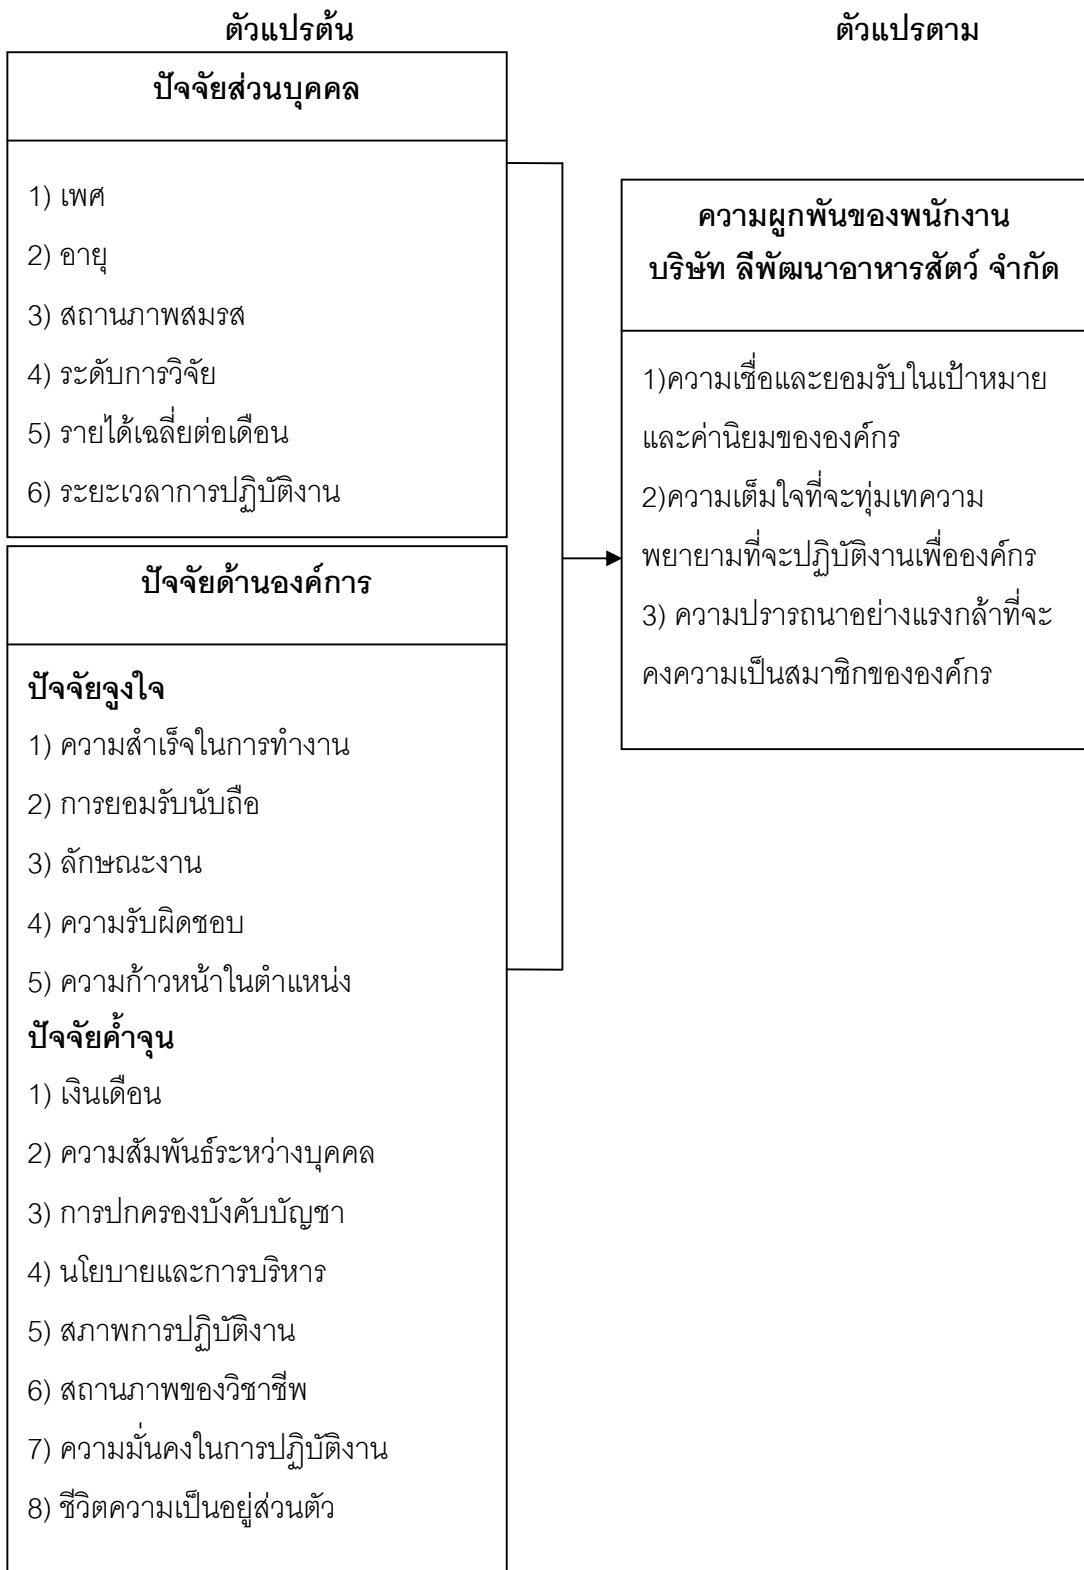 ตัวแปรต้น
ตัวแปรตาม
ปัจจัยส่วนบุคคล
1) เพศ
2) อายุ
3) สถานภาพสมรส
4) ระดับการวิจัย
5) รายได้เฉลี่ยต่อเดือน
6) ระยะเวลาการปฏิบัติงาน
ปัจจัยด้านองค์การ
ปัจจัยจูงใจ
1) ความสำเร็จในการทำงาน
2) การยอมรับนับถือ
3) ลักษณะงาน
4) ความรับผิดชอบ
5) ความก้าวหน้าในตำแหน่ง
ปัจจัยค้ำจุน
1) เงินเดือน
2) ความสัมพันธ์ระหว่างบุคคล
3) การปกครองบังคับบัญชา
4) นโยบายและการบริหาร
5) สภาพการปฏิบัติงาน
6) สถานภาพของวิชาชีพ
7) ความมั่นคงในการปฏิบัติงาน
8) ชีวิตความเป็นอยู่ส่วนตัว
ความผูกพันของพนักงาน
บริษัท ลีพัฒนาอาหารสัตว์ จำกัด
1)ความเชื่อและยอมรับในเป้าหมาย
และค่านิยมขององค์กร
2)ความเต็มใจที่จะทุ่มเทความ
พยายามที่จะปฏิบัติงานเพื่อองค์กร
3) ความปรารถนาอย่างแรงกล้าที่จะ
คงความเป็นสมาชิกขององค์กร